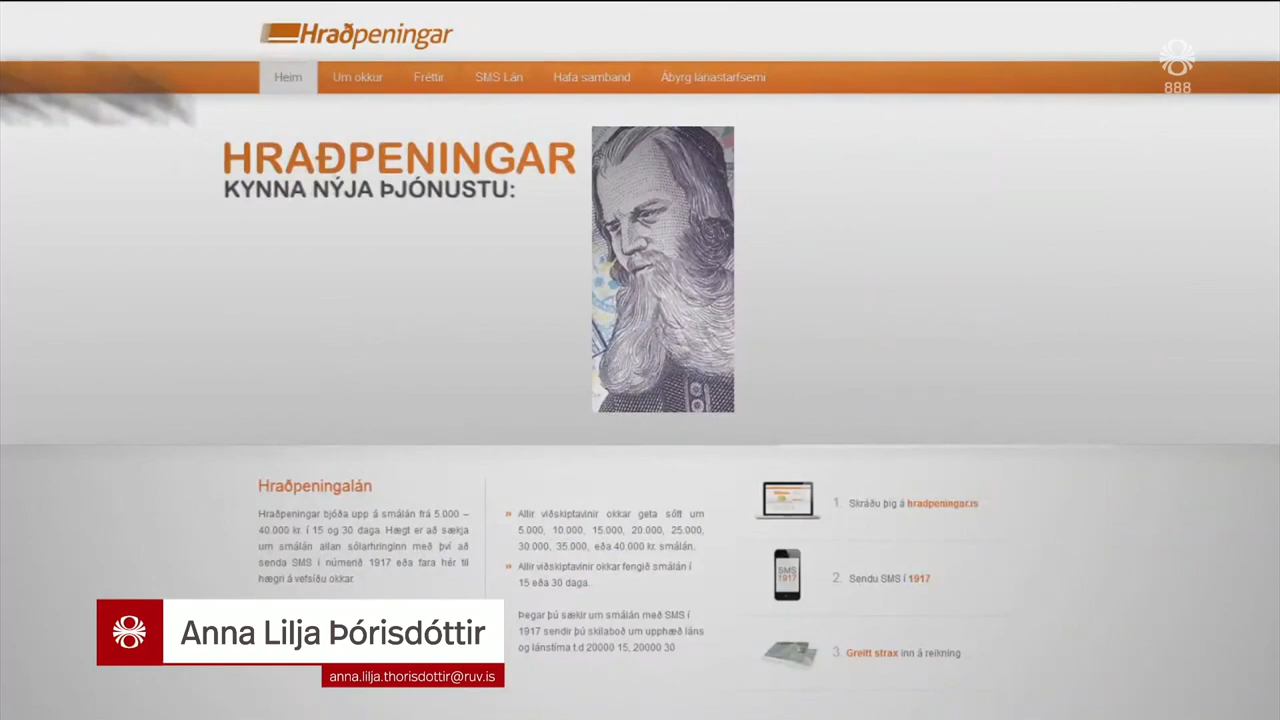 Hraðpeningar
Heim Um okkur Fréttir SMS Lán Hafa samband Ábyrg lánastarfsemi
888
HRAÐPENINGAR
KYNNA NÝJA ÞJÓNUSTU:
Hraðpeningalán
Hraðpeningar bjóða upp á smálán frá 5.000 –
40.000 kr. í 15 og 30 daga. Hægt er að sækja
um smálán allan sólarhringinn með því að
senda SMS í númerið 1917 eða fara hér til
hægri á vefsíðu okkar.
» Allir viðskiptavinir okkar geta sótt um
5.000, 10.000, 15.000, 20.000, 25.000,
30.000, 35.000, eða 40.000 kr. smálán.
» Allir viðskiptavinir okkar fengið smálán í
15 eða 30 daga.
Þegar þú sækir um smálán með SMS í
1917 sendir þú skilaboð um upphæð láns
og lánstíma t.d 20000 15, 20000 30
1. Skráðu þig á hradpeningar.is
SMS
1917
2. Sendu SMS í 1917
3. Greitt strax inn á reikning
Anna Lilja Þórisdóttir
anna.lilja.thorisdottir@ruv.is